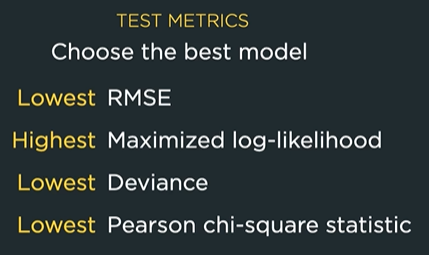 TEST METRICS
Choose the best model
Lowest RMSE
Highest Maximized log-likelihood
Lowest Deviance
Lowest Pearson chi-square statistic